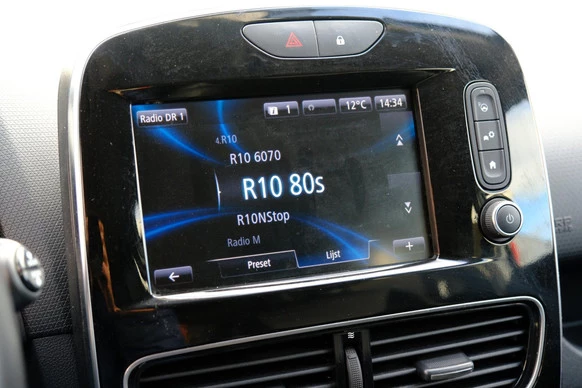 Radio DR 1
1
12°C
14:34
4.R10
R10 6070
R10 80s
R10NStop
Radio M
Preset
Lijst
+